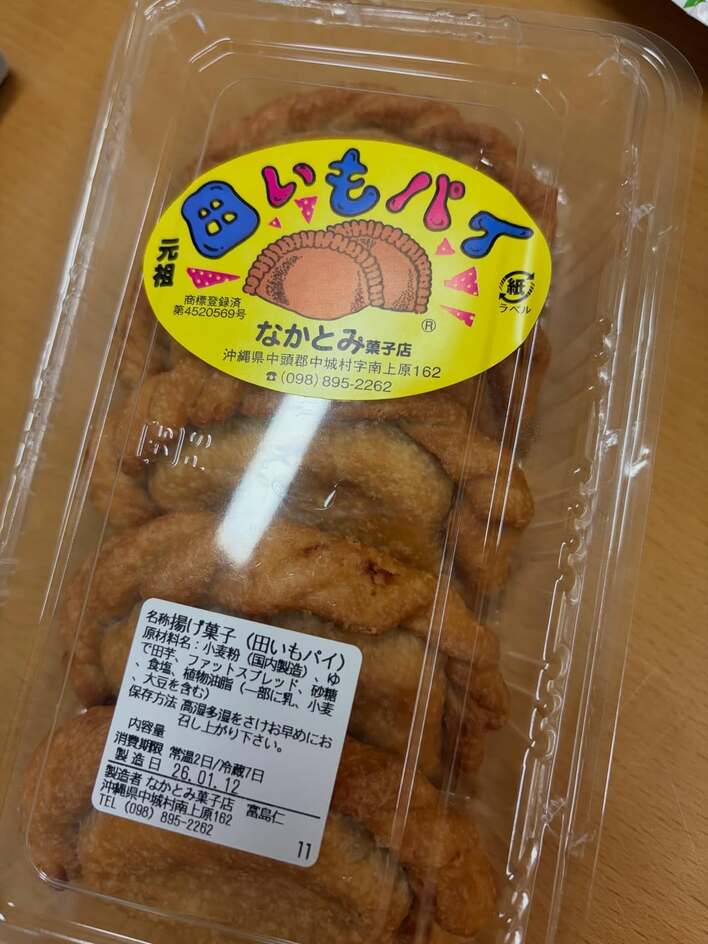 田いもパイ
元祖
商標登録済
第4520569号
®
紙
ラベル
なかとみ菓子店
沖縄県中頭郡中城村字南上原162
☎(098)895-2262
名称 揚げ菓子(田いもパイ)
原材料名:小麦粉(国内製造)、ゆ
で田芋、ファットスプレッド、砂糖
、食塩、植物油脂(一部に乳、小麦
、大豆を含む)
保存方法 高湿多湿をさけお早めにお
召し上がり下さい。
内容量
消費期限 常温2日/冷蔵7日
製造日 26.01.12
製造者 なかとみ菓子店 富島仁
沖縄県中城村南上原162
TEL (098) 895-2262
11